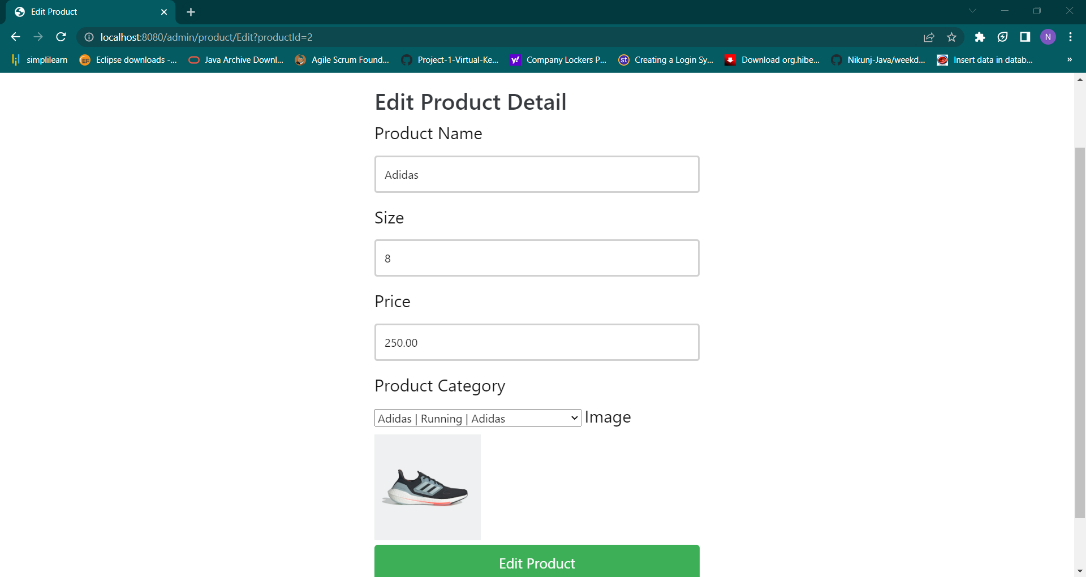 Edit Product
localhost:8080/admin/product/Edit?productId=2
N
simplilearn
Eclipse downloads -...
Java Archive Downl...
Agile Scrum Found...
Project-1-Virtual-Ke...
Company Lockers P...
Creating a Login Sy...
Download org.hibe...
Nikunj-Java/weekd...
Insert data in datab...
»
Edit Product Detail
Product Name
Adidas
Size
8
Price
250.00
Product Category
Adidas | Running | Adidas Image
Edit Product